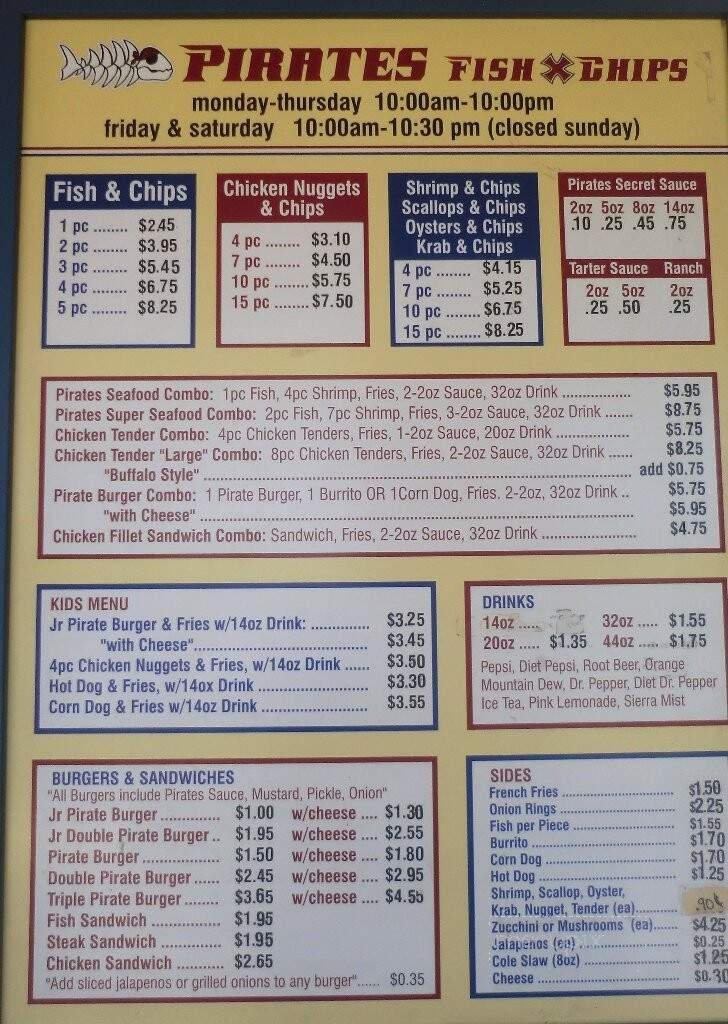 PIRATES FISH & CHIPS
monday-thursday 10:00am-10:00pm
friday & saturday 10:00am-10:30 pm (closed sunday)
Fish & Chips
1 pc ........ $2.45
2 pc ........ $3.95
3 pc ........ $5.45
4 pc ........ $6.75
5 pc ........ $8.25
Chicken Nuggets
& Chips
4 pc ........ $3.10
7 pc ........ $4.50
10 pc ........ $5.75
15 pc ........ $7.50
Shrimp & Chips
Scallops & Chips
Oysters & Chips
Krab & Chips
4 pc ........ $4.15
7 pc ........ $5.25
10 pc ........ $6.75
15 pc ........ $8.25
Pirates Secret Sauce
2oz 5oz 8oz 14oz
.10 .25 .45 .75
Tarter Sauce Ranch
2oz 5oz 2oz
.25 .50 .25
Pirates Seafood Combo: 1pc Fish, 4pc Shrimp, Fries, 2-2oz Sauce, 32oz Drink ................ $5.95
Pirates Super Seafood Combo: 2pc Fish, 7pc Shrimp, Fries, 3-2oz Sauce, 32oz Drink ....... $8.75
Chicken Tender Combo: 4pc Chicken Tenders, Fries, 1-2oz Sauce, 20oz Drink ................. $5.75
Chicken Tender "Large" Combo: 8pc Chicken Tenders, Fries, 2-2oz Sauce, 32oz Drink ...... $8.25
"Buffalo Style" ........ add $0.75
Pirate Burger Combo: 1 Pirate Burger, 1 Burrito OR 1Corn Dog, Fries. 2-2oz, 32oz Drink .. $5.75
"with Cheese" ........ $5.95
Chicken Fillet Sandwich Combo: Sandwich, Fries, 2-2oz Sauce, 32oz Drink ...................... $4.75
KIDS MENU
Jr Pirate Burger & Fries w/14oz Drink: ............. $3.25
"with Cheese"........ $3.45
4pc Chicken Nuggets & Fries, w/14oz Drink ...... $3.50
Hot Dog & Fries, w/14ox Drink ........................ $3.30
Corn Dog & Fries w/14oz Drink ....................... $3.55
DRINKS
14oz ..... 32oz ..... $1.55
20oz ..... $1.35 44oz ..... $1.75
Pepsi, Diet Pepsi, Root Beer, Orange
Mountain Dew, Dr. Pepper, DIet Dr. Pepper
Ice Tea, Pink Lemonade, Sierra Mist
BURGERS & SANDWICHES
"All Burgers include Pirates Sauce, Mustard, Pickle, Onion"
Jr Pirate Burger ............. $1.00 w/cheese .... $1.30
Jr Double Pirate Burger .. $1.95 w/cheese .... $2.55
Pirate Burger ................ $1.50 w/cheese .... $1.80
Double Pirate Burger ...... $2.45 w/cheese .... $2.95
Triple Pirate Burger ........ $3.65 w/cheese .... $4.55
Fish Sandwich .............. $1.95
Steak Sandwich ............ $1.95
Chicken Sandwich .......... $2.65
"Add sliced jalapenos or grilled onions to any burger"...... $0.35
SIDES
French Fries ........................ $1.50
Onion Rings ........................ $2.25
Fish per Piece ..................... $1.55
Burrito ............................... $1.70
Corn Dog ........................... $1.70
Hot Dog ............................. $1.25
Shrimp, Scallop, Oyster,
Krab, Nugget, Tender (ea).......... .90¢
Zucchini or Mushrooms (ea)...... $4.25
Jalapenos (ea) ..................... $0.25
Cole Slaw (8oz) .................... $1.25
Cheese .............................. $0.30